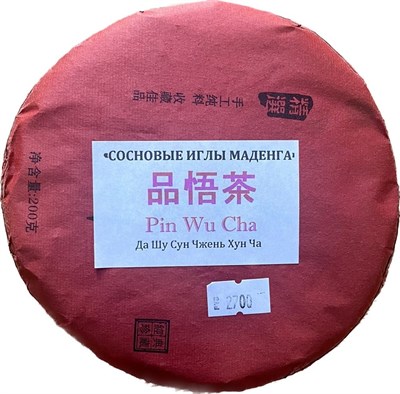 精選
手工纯料 收藏佳品
净含量:200克
«СОСНОВЫЕ ИГЛЫ МАДЕНГА»
品悟茶
Pin Wu Cha
Да Шу Сун Чжень Хун Ча
2700